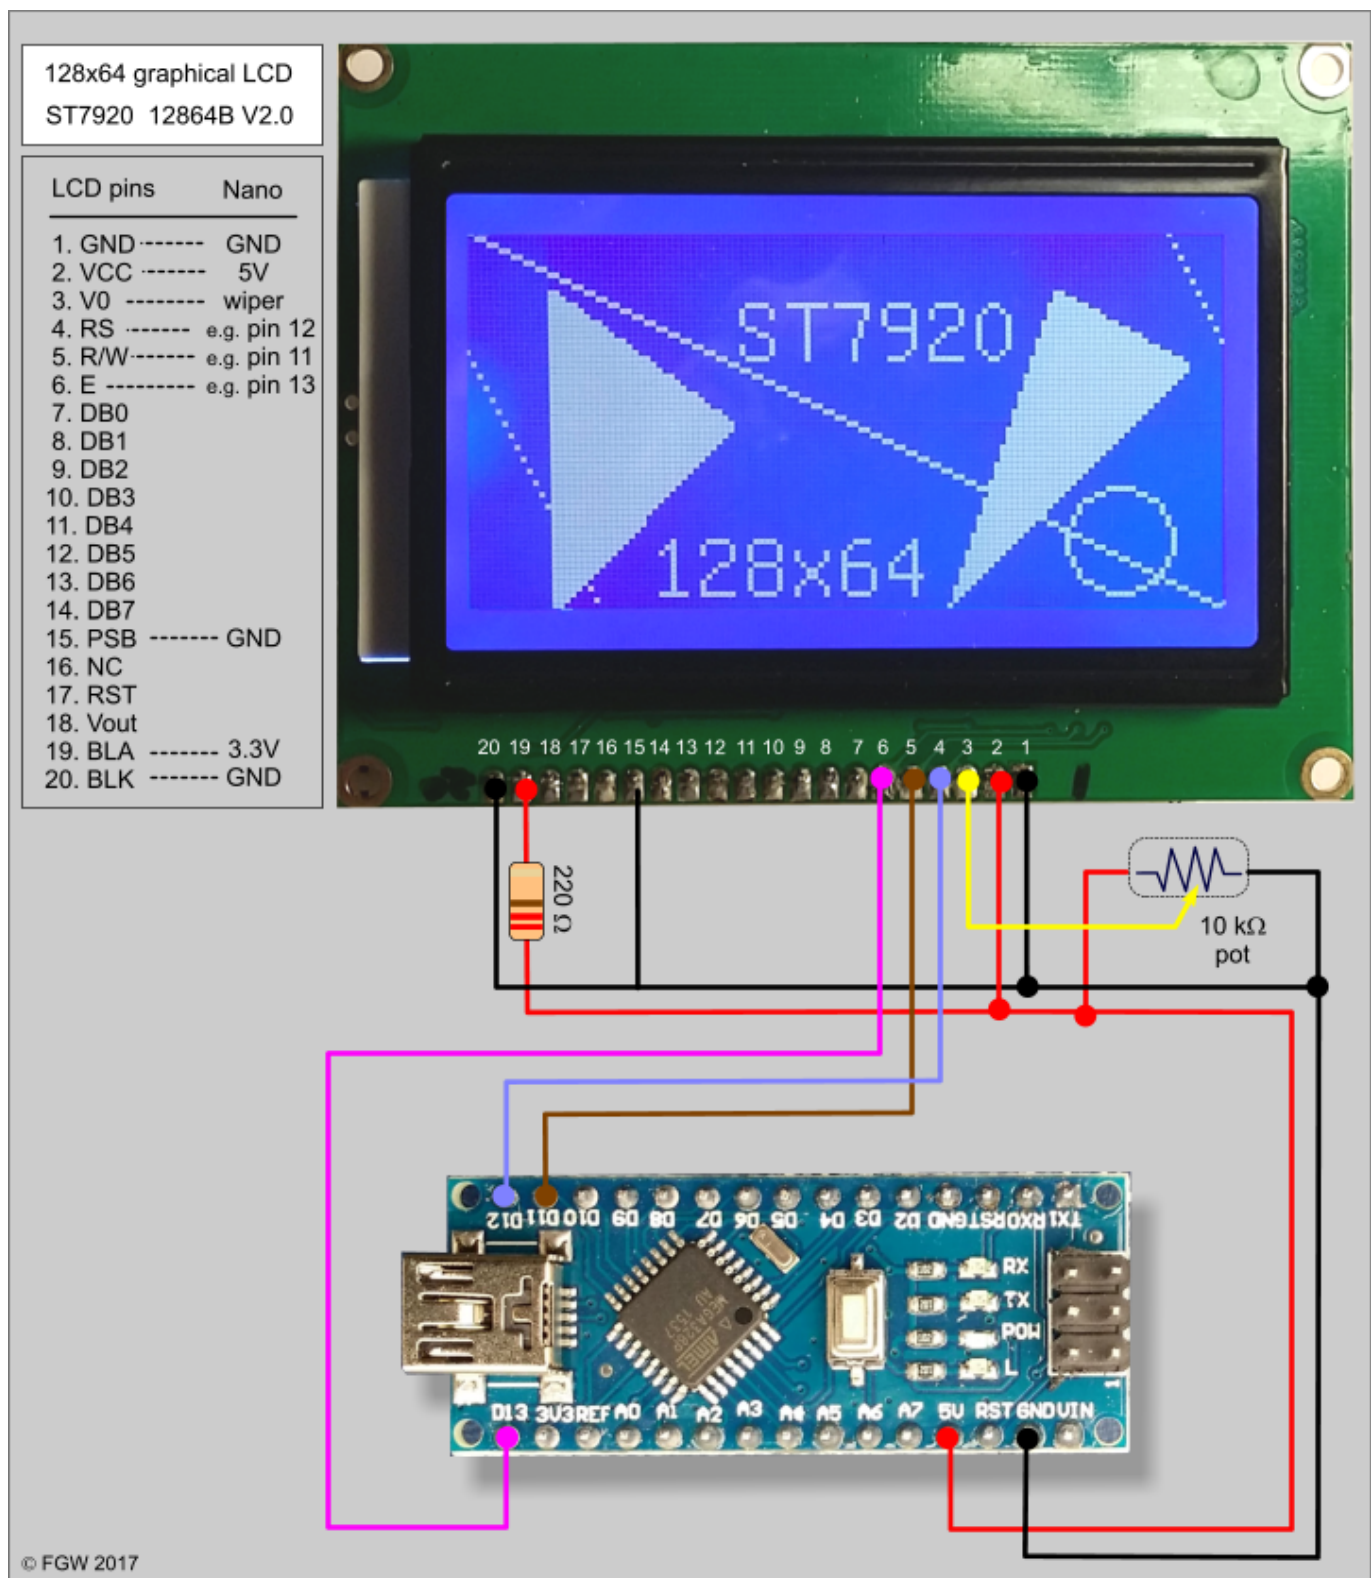 128x64 graphical LCD
ST7920 12864B V2.0
LCD pins Nano
1. GND ------- GND
2. VCC ------- 5V
3. V0 -------- wiper
4. RS ------- e.g. pin 12
5. R/W ------- e.g. pin 11
6. E --------- e.g. pin 13
7. DB0
8. DB1
9. DB2
10. DB3
11. DB4
12. DB5
13. DB6
14. DB7
15. PSB ------- GND
16. NC
17. RST
18. Vout
19. BLA ------- 3.3V
20. BLK ------- GND
ST7920
128x64
20 19 18 17 16 15 14 13 12 11 10 9 8 7 6 5 4 3 2 1
220 Ω
10 kΩ
pot
D12 D11 D10 D9 D8 D7 D6 D5 D4 D3 D2 GND RST RX0 TX1
RX
TX
POW
L
1
ATMEL
D13 3V3 REF A0 A1 A2 A3 A4 A5 A6 A7 5V RST GND VIN
© FGW 2017